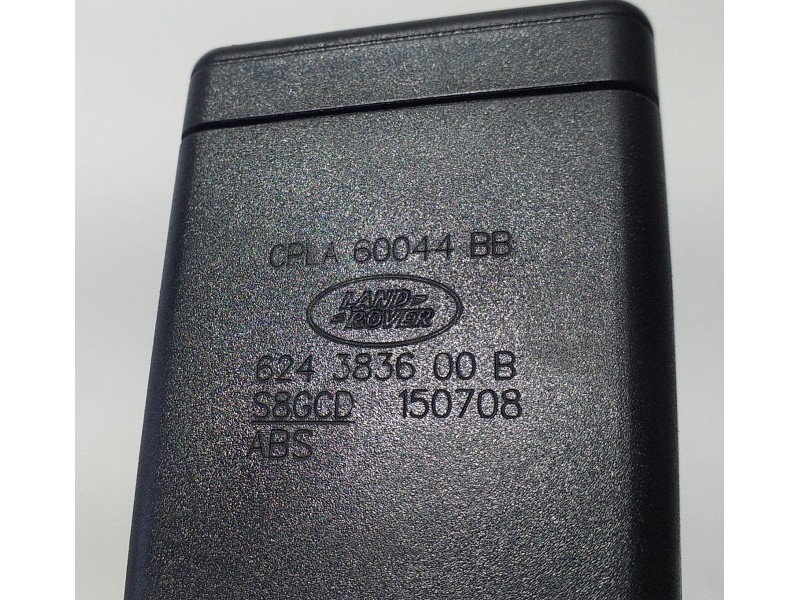 CPLA 60044 BB
LAND
ROVER
624 3836 00 B
S8GCD 150708
ABS